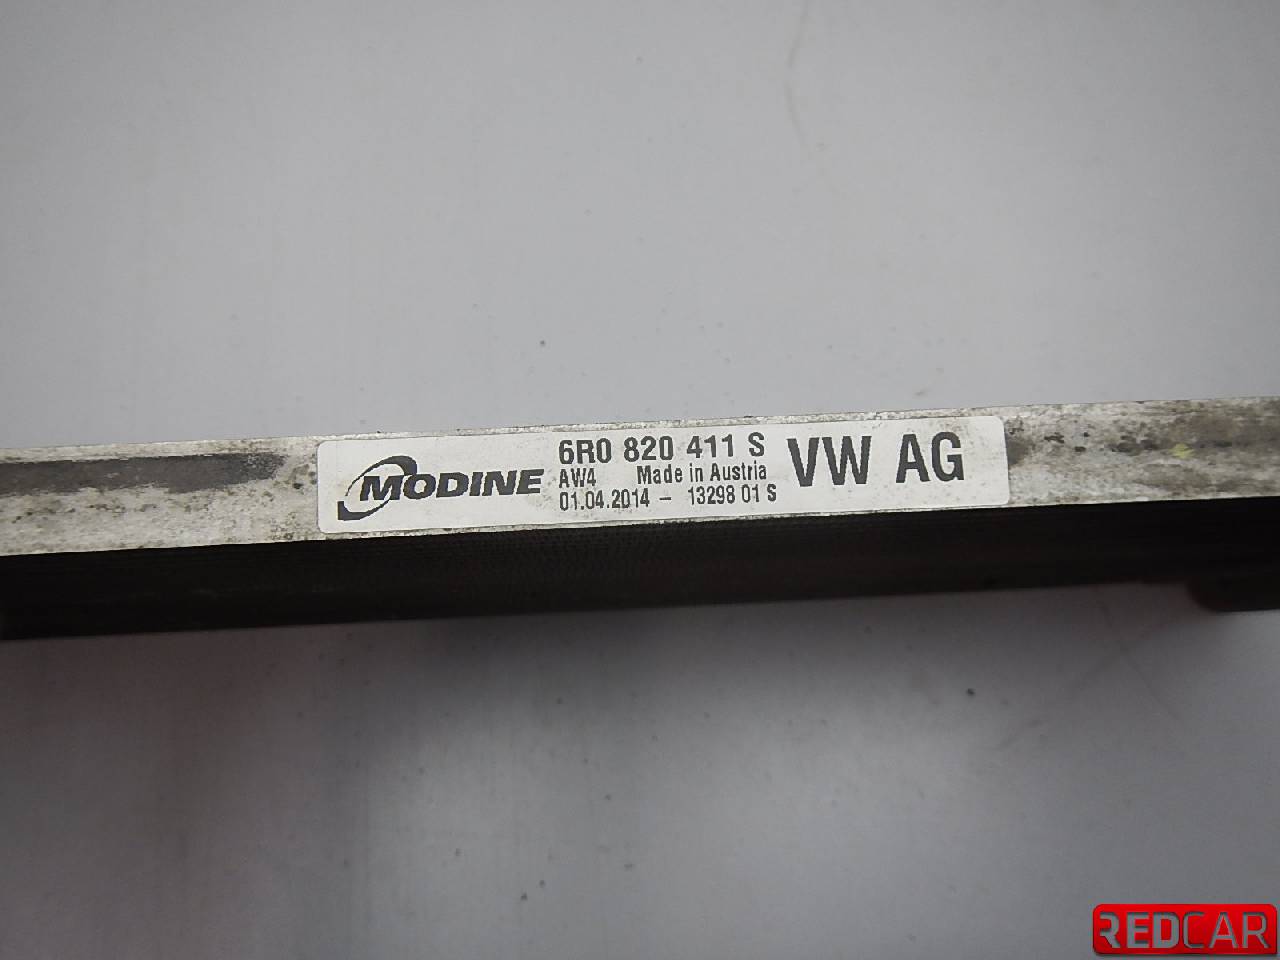 MODINE
6R0 820 411 S
AW4 Made in Austria
01.04.2014 - 13298 01 S
VW AG
REDCAR